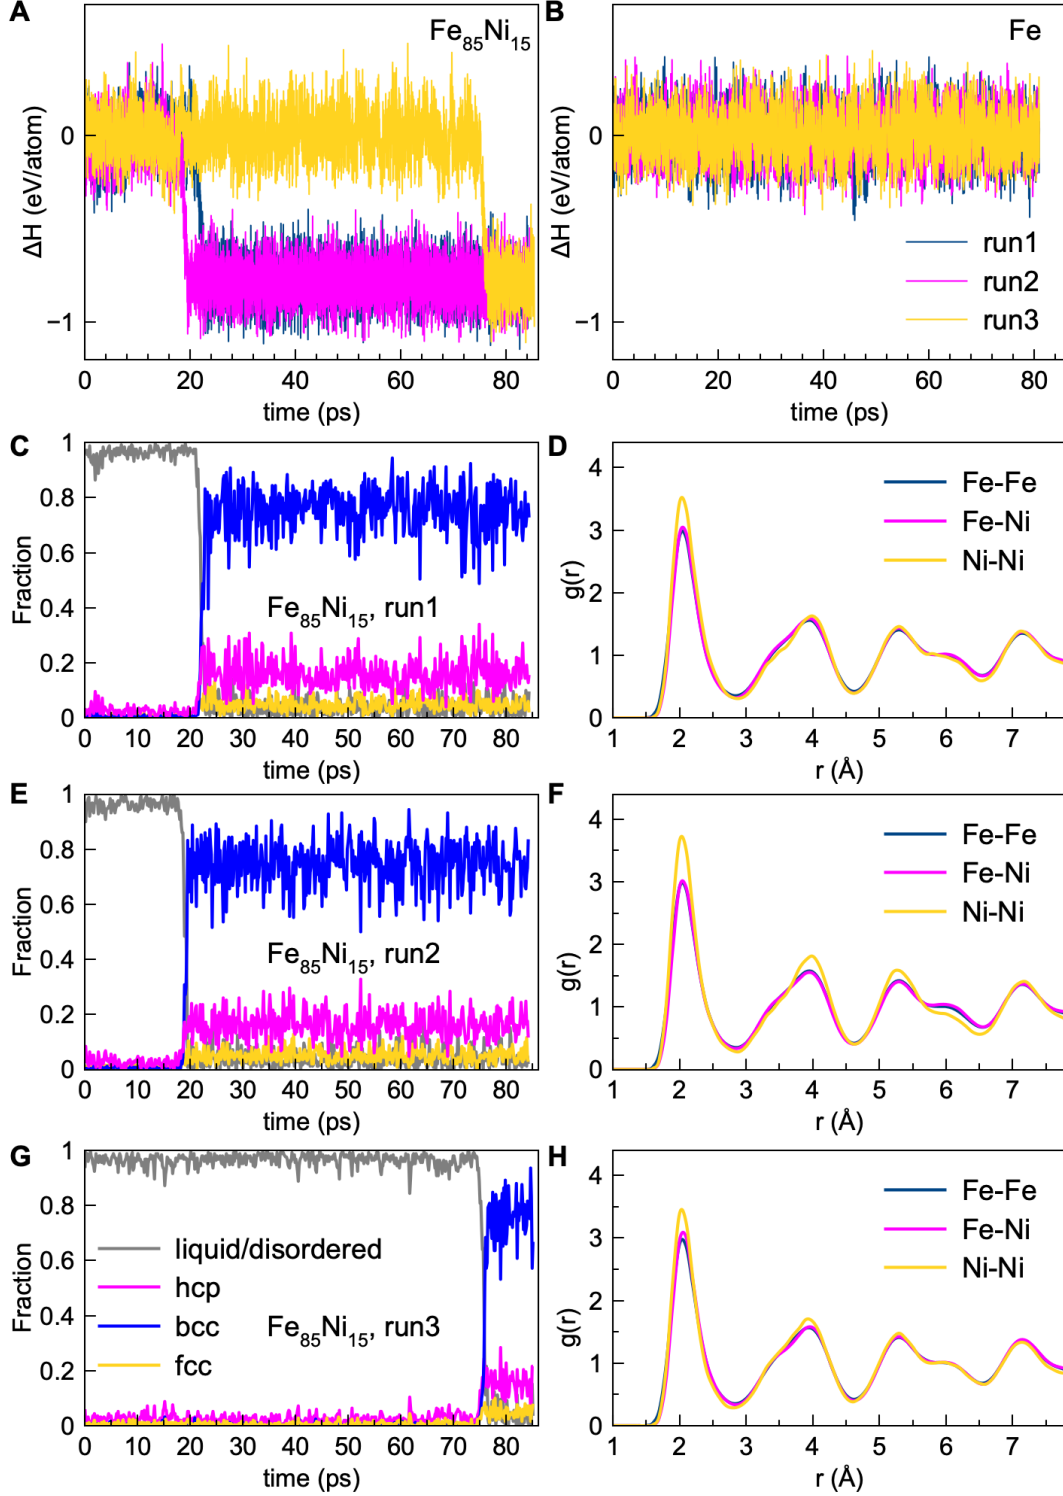 A
Fe85Ni15
0
−1
ΔH (eV/atom)
0 20 40 60 80
time (ps)
B
Fe
0
−1
ΔH (eV/atom)
run1
run2
run3
0 20 40 60 80
time (ps)
C
1
0.8
0.6
0.4
0.2
0
Fraction
Fe85Ni15, run1
0 10 20 30 40 50 60 70 80
time (ps)
D
4
3
2
1
0
g(r)
Fe-Fe
Fe-Ni
Ni-Ni
1 2 3 4 5 6 7
r (Å)
E
1
0.8
0.6
0.4
0.2
0
Fraction
Fe85Ni15, run2
0 10 20 30 40 50 60 70 80
time (ps)
F
4
3
2
1
0
g(r)
Fe-Fe
Fe-Ni
Ni-Ni
1 2 3 4 5 6 7
r (Å)
G
1
0.8
0.6
0.4
0.2
0
Fraction
liquid/disordered
hcp
bcc
fcc
Fe85Ni15, run3
0 10 20 30 40 50 60 70 80
time (ps)
H
4
3
2
1
0
g(r)
Fe-Fe
Fe-Ni
Ni-Ni
1 2 3 4 5 6 7
r (Å)